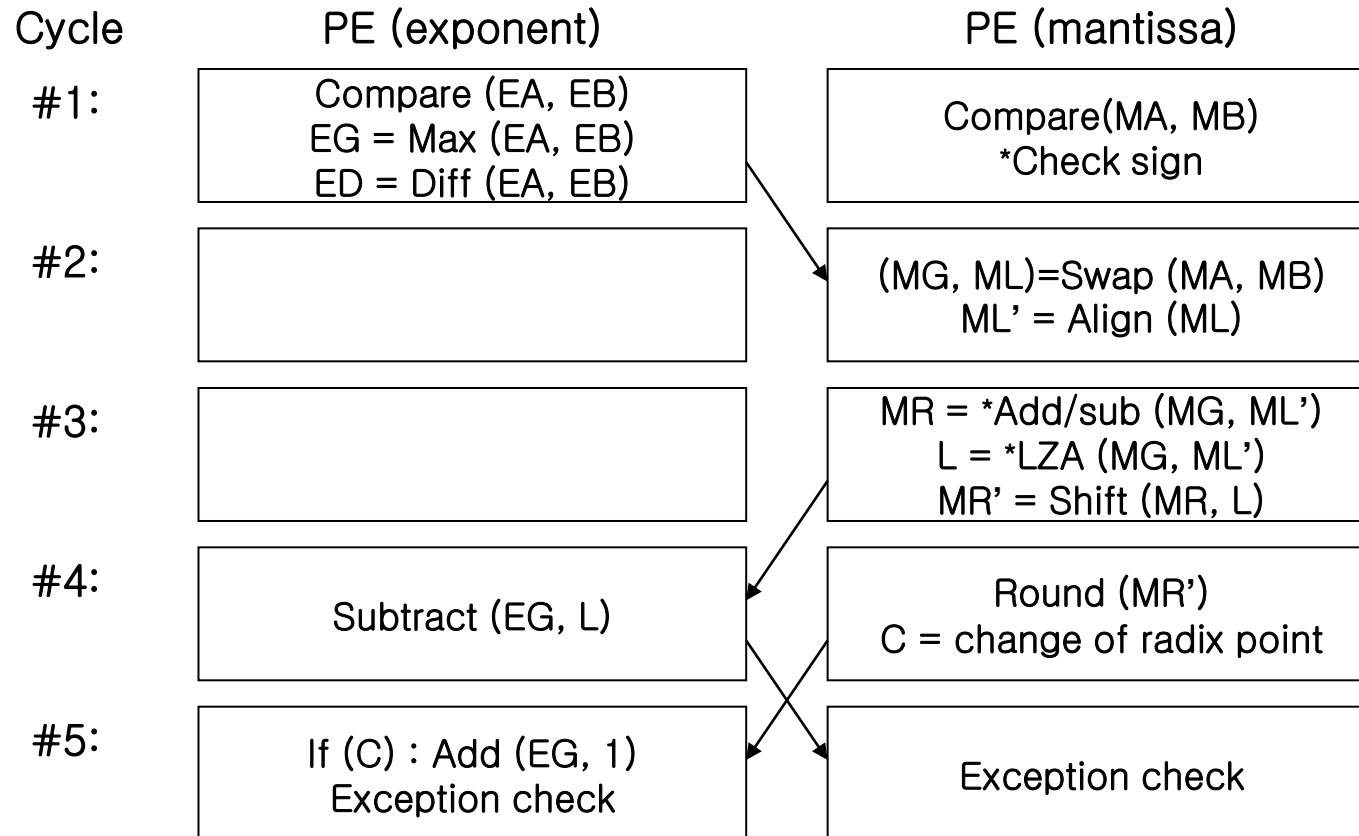 Cycle PE (exponent) PE (mantissa)
#1:
Compare (EA, EB)
EG = Max (EA, EB)
ED = Diff (EA, EB)
Compare(MA, MB)
*Check sign
#2:
(MG, ML)=Swap (MA, MB)
ML’ = Align (ML)
#3:
MR = *Add/sub (MG, ML’)
L = *LZA (MG, ML’)
MR’ = Shift (MR, L)
#4:
Subtract (EG, L)
Round (MR’)
C = change of radix point
#5:
If (C) : Add (EG, 1)
Exception check
Exception check